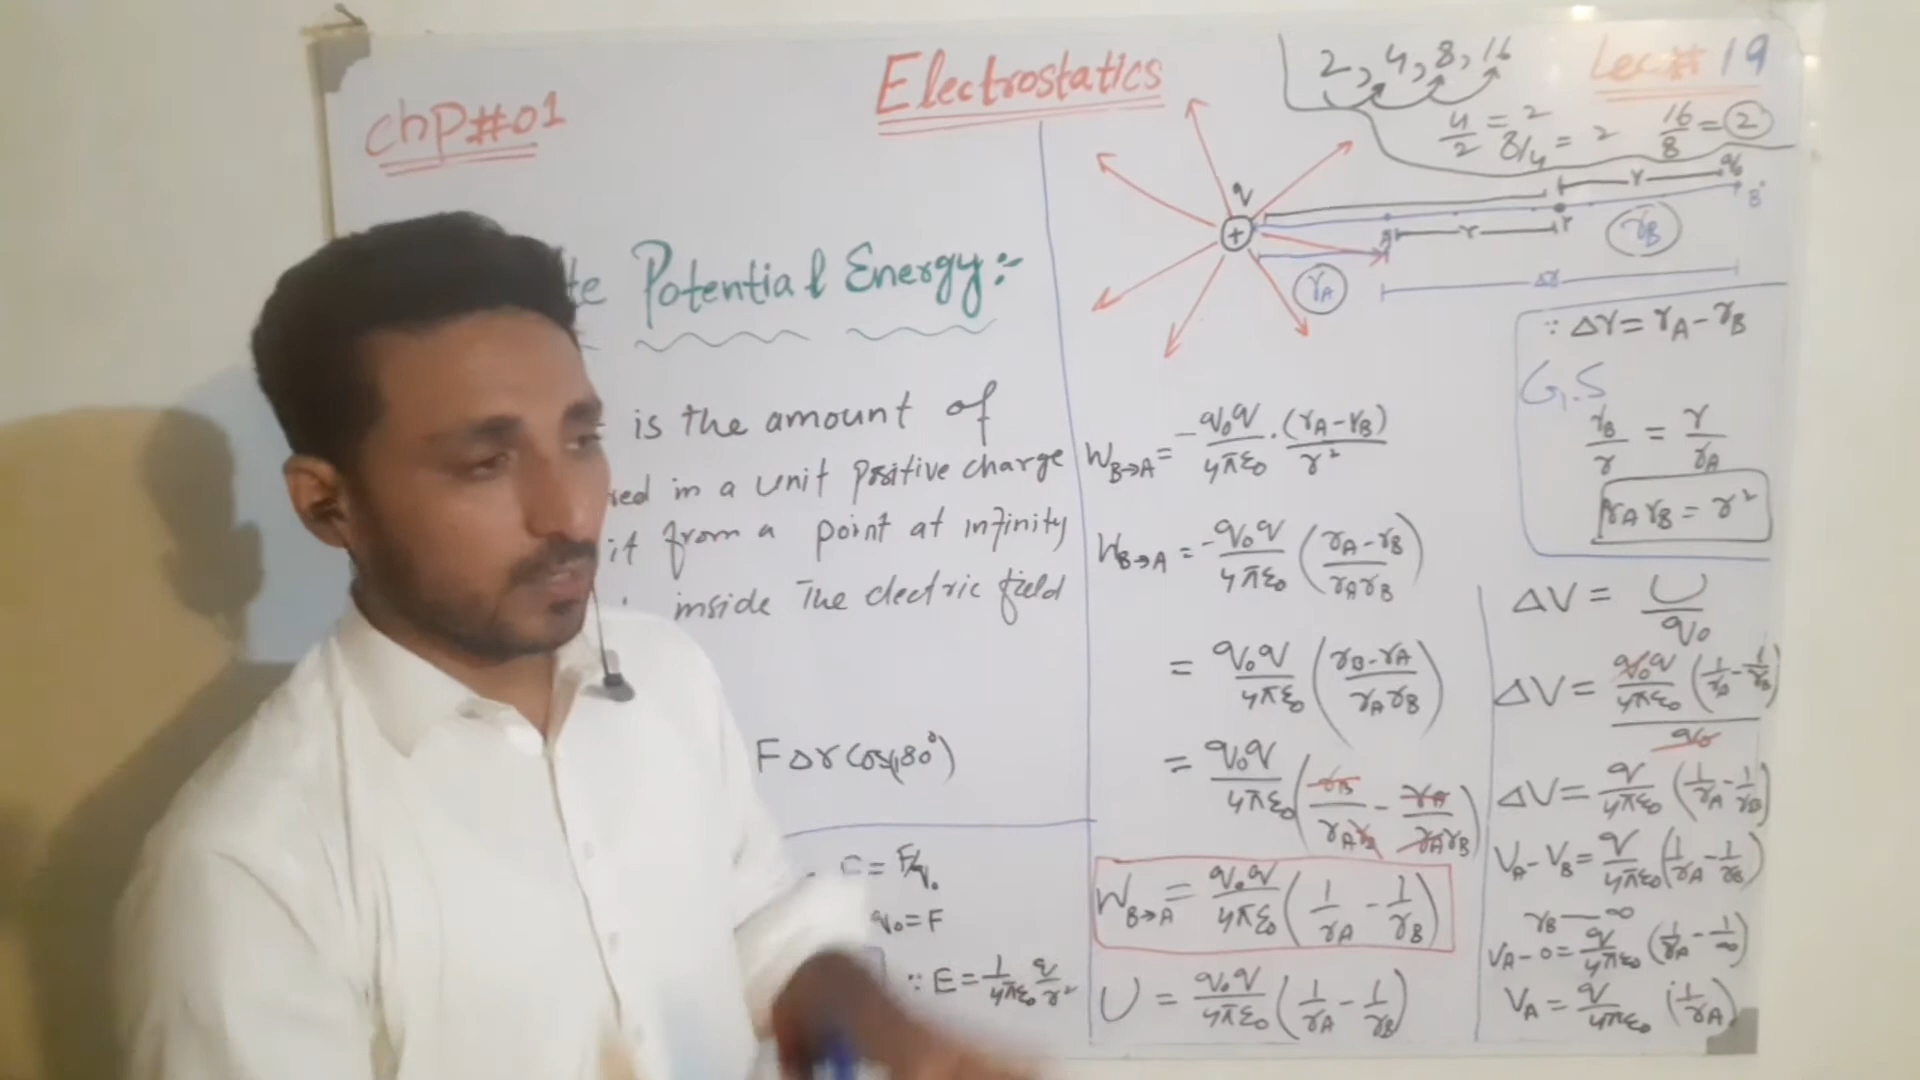 Electrostatics
Lec# 19
Chp#01
2, 4, 8, 16
4/2 = 2 8/4 = 2 16/8 = 2
Potential Energy:-
is the amount of
in a unit positive charge
it from a point at infinity
inside The electric field
FΔr Cos(180°)
q₀=F
∵ E = 1/4πε₀ q/r²
q
+
A
r
r
P
q₀
B
r_A
r_B
Δr
∵ Δr = r_A - r_B
G.S
r_B/r = r/r_A
r_A r_B = r²
W_B→A = -q₀q/4πε₀ . (r_A - r_B)/r²
W_B→A = -q₀q/4πε₀ ((r_A - r_B)/r_A r_B)
= q₀q/4πε₀ ((r_B - r_A)/r_A r_B)
= q₀q/4πε₀ (r_B/r_A r_B - r_A/r_A r_B)
W_B→A = q₀q/4πε₀ (1/r_A - 1/r_B)
U = q₀q/4πε₀ (1/r_A - 1/r_B)
ΔV = U/q₀
ΔV = q₀q/4πε₀ (1/r_A - 1/r_B) / q₀
ΔV = q/4πε₀ (1/r_A - 1/r_B)
V_A - V_B = q/4πε₀ (1/r_A - 1/r_B)
r_B — ∞
V_A - 0 = q/4πε₀ (1/r_A - 1/∞)
V_A = q/4πε₀ (1/r_A)